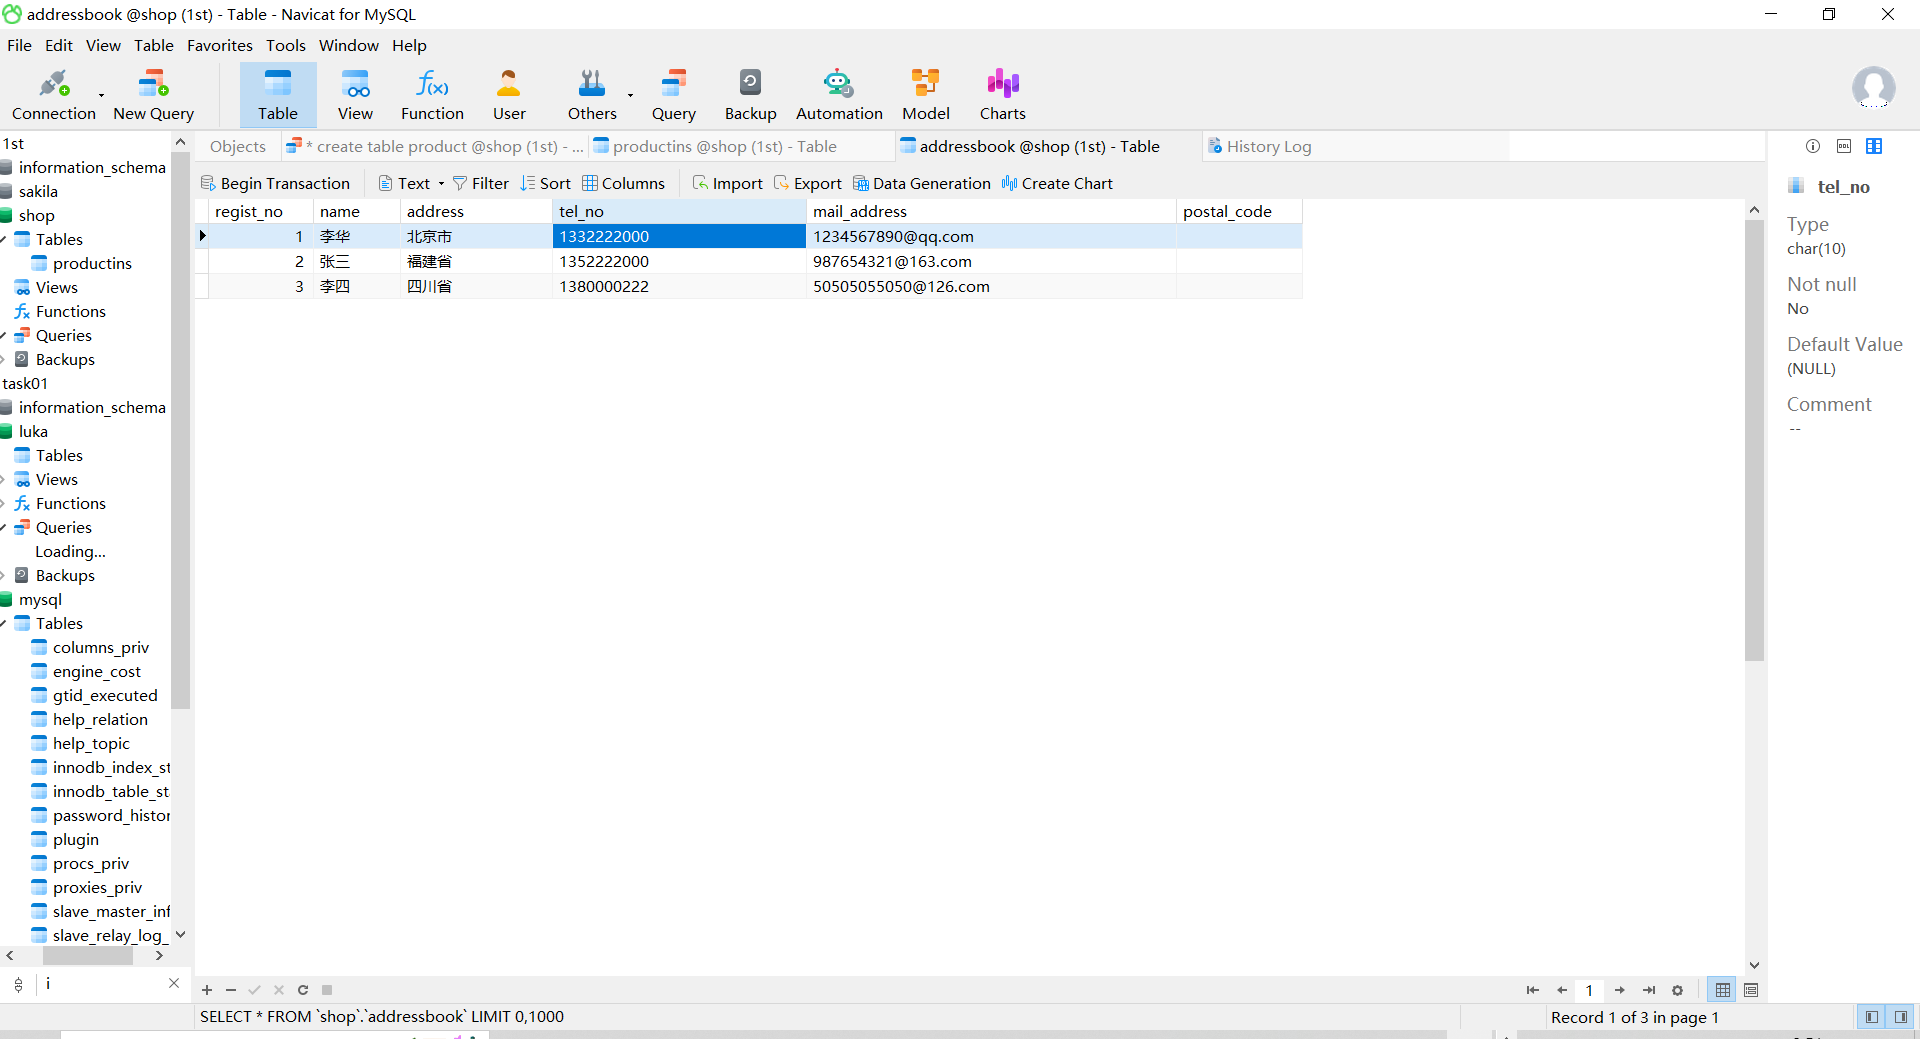 addressbook @shop (1st) - Table - Navicat for MySQL
File Edit View Table Favorites Tools Window Help
Connection New Query Table View Function User Others Query Backup Automation Model Charts
Objects * create table product @shop (1st) - ... productins @shop (1st) - Table addressbook @shop (1st) - Table History Log
Begin Transaction Text Filter Sort Columns Import Export Data Generation Create Chart
1st
information_schema
sakila
shop
Tables
productins
Views
Functions
Queries
Backups
task01
information_schema
luka
Tables
Views
Functions
Queries
Loading...
Backups
mysql
Tables
columns_priv
engine_cost
gtid_executed
help_relation
help_topic
innodb_index_st
innodb_table_st
password_histor
plugin
procs_priv
proxies_priv
slave_master_inf
slave_relay_log_
i
regist_no name address tel_no mail_address postal_code
1 李华 北京市 1332222000 1234567890@qq.com
2 张三 福建省 1352222000 987654321@163.com
3 李四 四川省 1380000222 50505055050@126.com
DDL
tel_no
Type
char(10)
Not null
No
Default Value
(NULL)
Comment
--
1
SELECT * FROM `shop`.`addressbook` LIMIT 0,1000
Record 1 of 3 in page 1